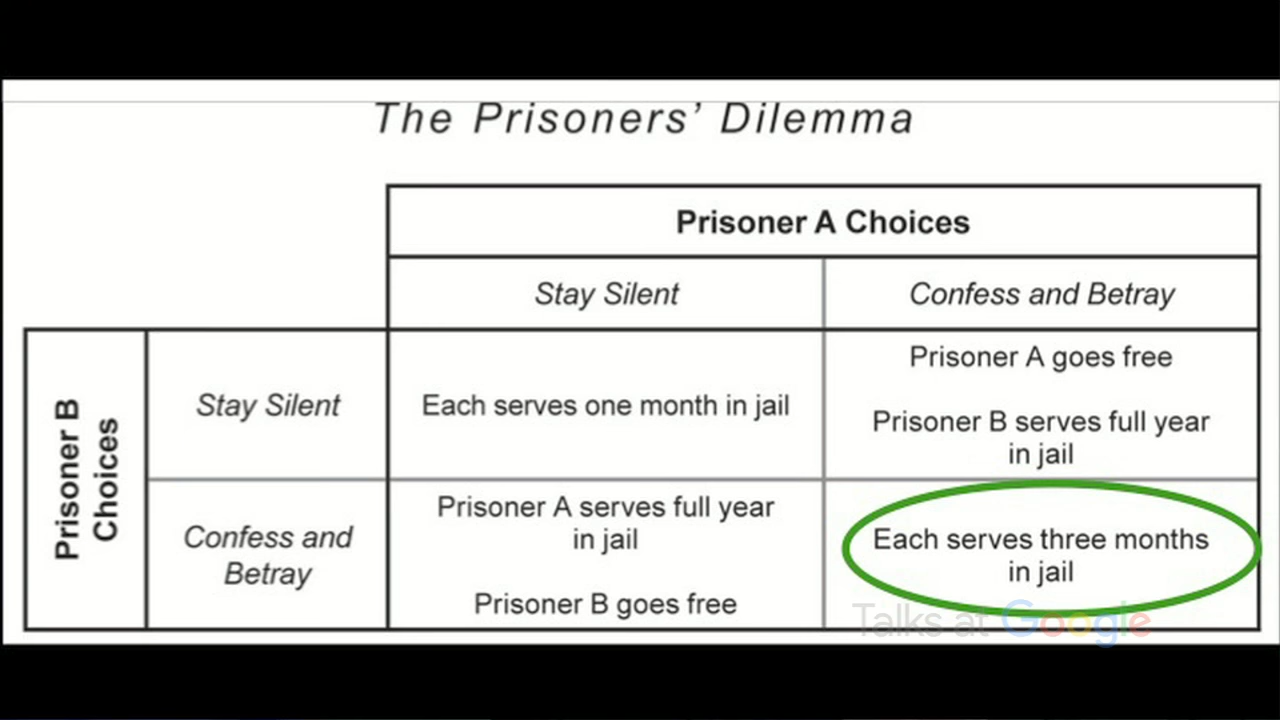 The Prisoners' Dilemma
Prisoner A Choices
Stay Silent
Confess and Betray
Prisoner B
Choices
Stay Silent
Each serves one month in jail
Prisoner A goes free
Prisoner B serves full year
in jail
Confess and
Betray
Prisoner A serves full year
in jail
Prisoner B goes free
Each serves three months
in jail
Talks at Google